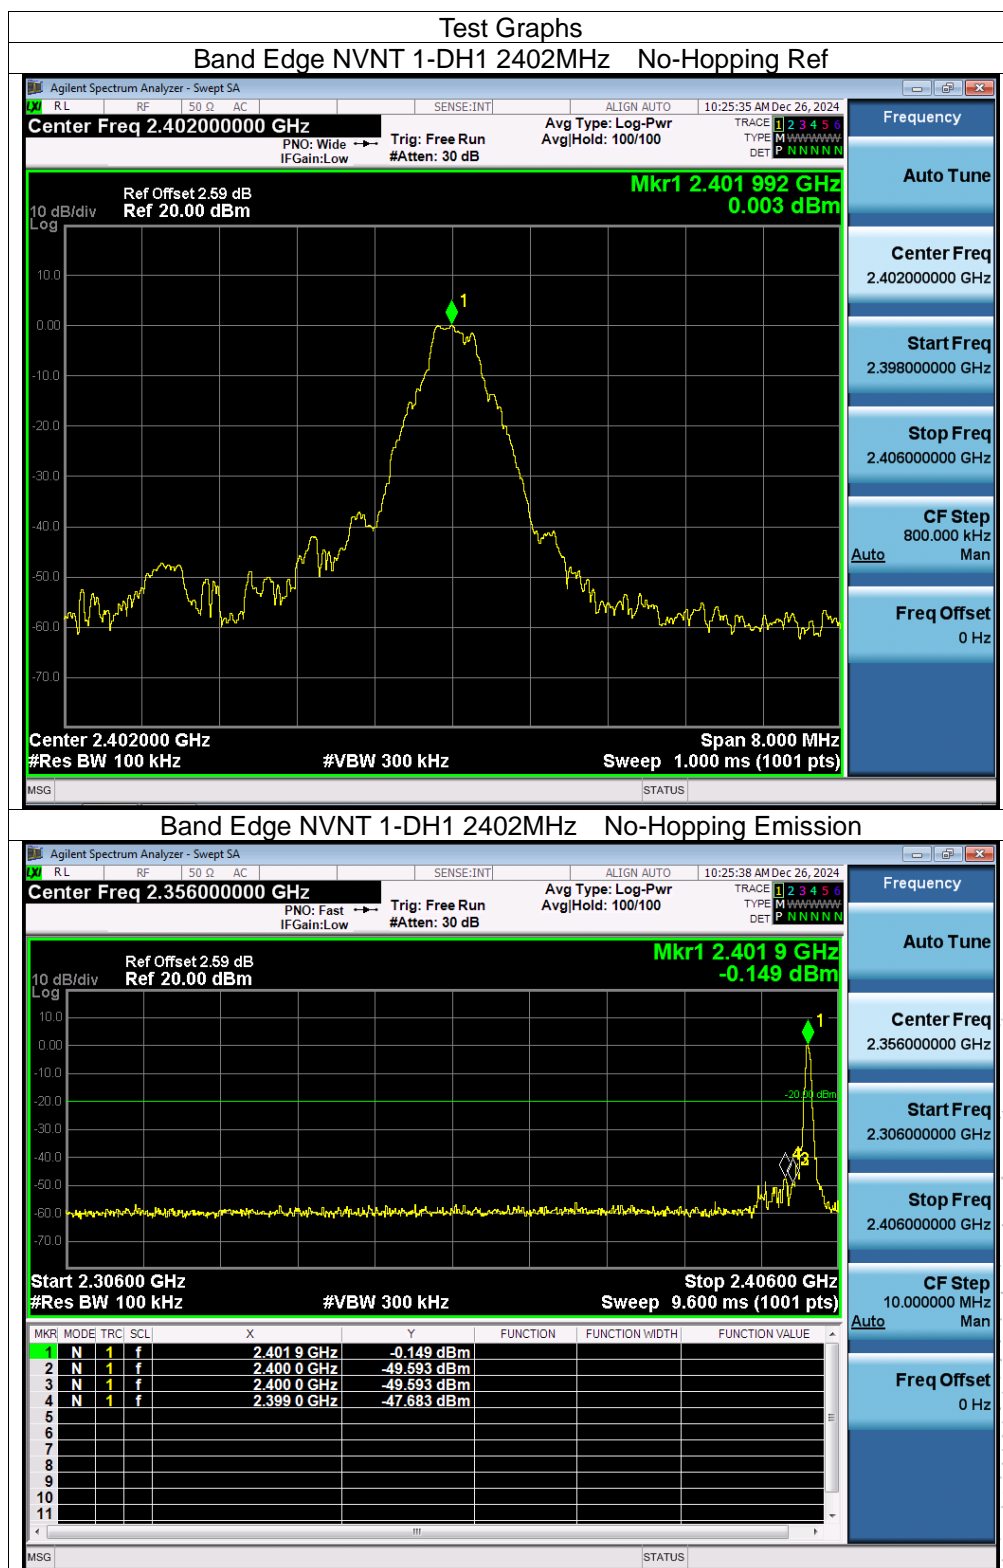 Test Graphs
Band Edge NVNT 1-DH1 2402MHz No-Hopping Ref
Agilent Spectrum Analyzer - Swept SA
LXI RL RF 50 Ω AC SENSE:INT ALIGN AUTO 10:25:35 AM Dec 26, 2024
Center Freq 2.402000000 GHz
PNO: Wide
IFGain:Low
Trig: Free Run
#Atten: 30 dB
Avg Type: Log-Pwr
Avg|Hold: 100/100
TRACE 1 2 3 4 5 6
TYPE M WWWWW
DET P N N N N N
Frequency
Auto Tune
Center Freq
2.402000000 GHz
Start Freq
2.398000000 GHz
Stop Freq
2.406000000 GHz
CF Step
800.000 kHz
Auto Man
Freq Offset
0 Hz
Mkr1 2.401 992 GHz
0.003 dBm
Ref Offset 2.59 dB
10 dB/div Ref 20.00 dBm
Log
10.0
0.00
-10.0
-20.0
-30.0
-40.0
-50.0
-60.0
-70.0
1
Center 2.402000 GHz Span 8.000 MHz
#Res BW 100 kHz #VBW 300 kHz Sweep 1.000 ms (1001 pts)
MSG STATUS
Band Edge NVNT 1-DH1 2402MHz No-Hopping Emission
Agilent Spectrum Analyzer - Swept SA
LXI RL RF 50 Ω AC SENSE:INT ALIGN AUTO 10:25:38 AM Dec 26, 2024
Center Freq 2.356000000 GHz
PNO: Fast
IFGain:Low
Trig: Free Run
#Atten: 30 dB
Avg Type: Log-Pwr
Avg|Hold: 100/100
TRACE 1 2 3 4 5 6
TYPE M WWWWW
DET P N N N N N
Frequency
Auto Tune
Center Freq
2.356000000 GHz
Start Freq
2.306000000 GHz
Stop Freq
2.406000000 GHz
CF Step
10.000000 MHz
Auto Man
Freq Offset
0 Hz
Mkr1 2.401 9 GHz
-0.149 dBm
Ref Offset 2.59 dB
10 dB/div Ref 20.00 dBm
Log
10.0
0.00
-10.0
-20.0
-30.0
-40.0
-50.0
-60.0
-70.0
1
-20.00 dBm
Start 2.30600 GHz Stop 2.40600 GHz
#Res BW 100 kHz #VBW 300 kHz Sweep 9.600 ms (1001 pts)
MKR MODE TRC SCL X Y FUNCTION FUNCTION WIDTH FUNCTION VALUE
1 N 1 f 2.401 9 GHz -0.149 dBm
2 N 1 f 2.400 0 GHz -49.593 dBm
3 N 1 f 2.400 0 GHz -49.593 dBm
4 N 1 f 2.399 0 GHz -47.683 dBm
5
6
7
8
9
10
11
MSG STATUS